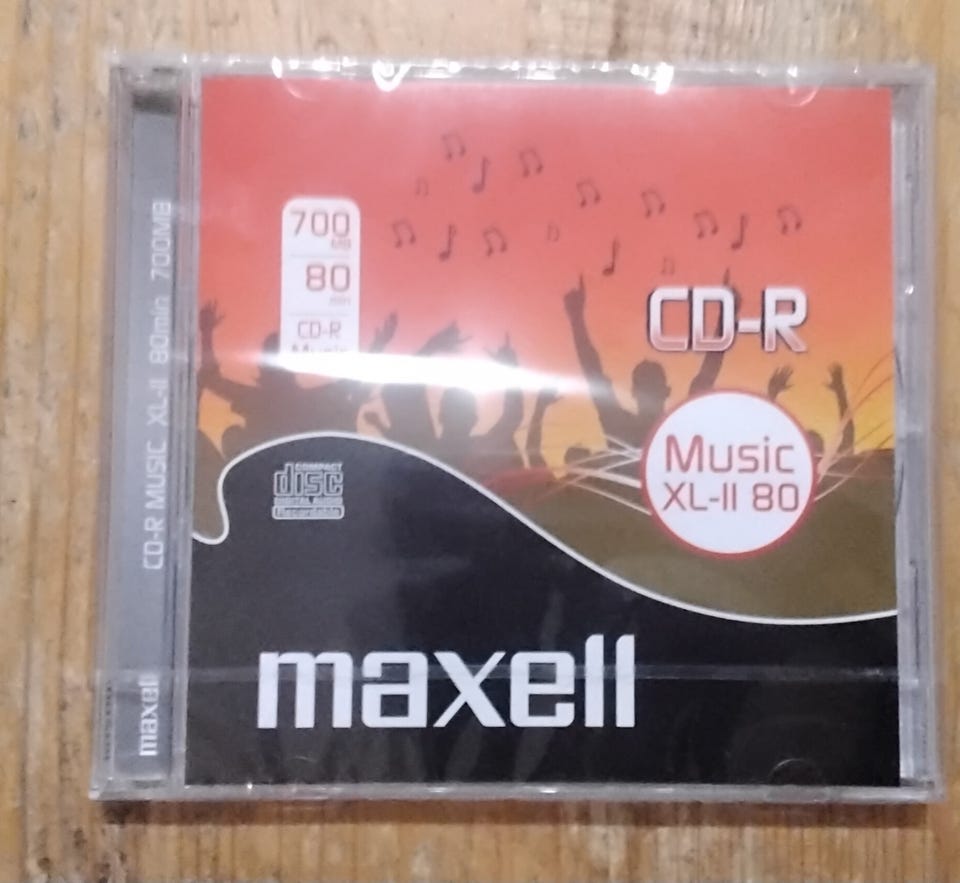 700
MB
80
min
CD-R
Music
CD-R
Music
XL-II 80
COMPACT
disc
DIGITAL AUDIO
Recordable
maxell
CD-R MUSIC XL-II 80min 700MB
maxell